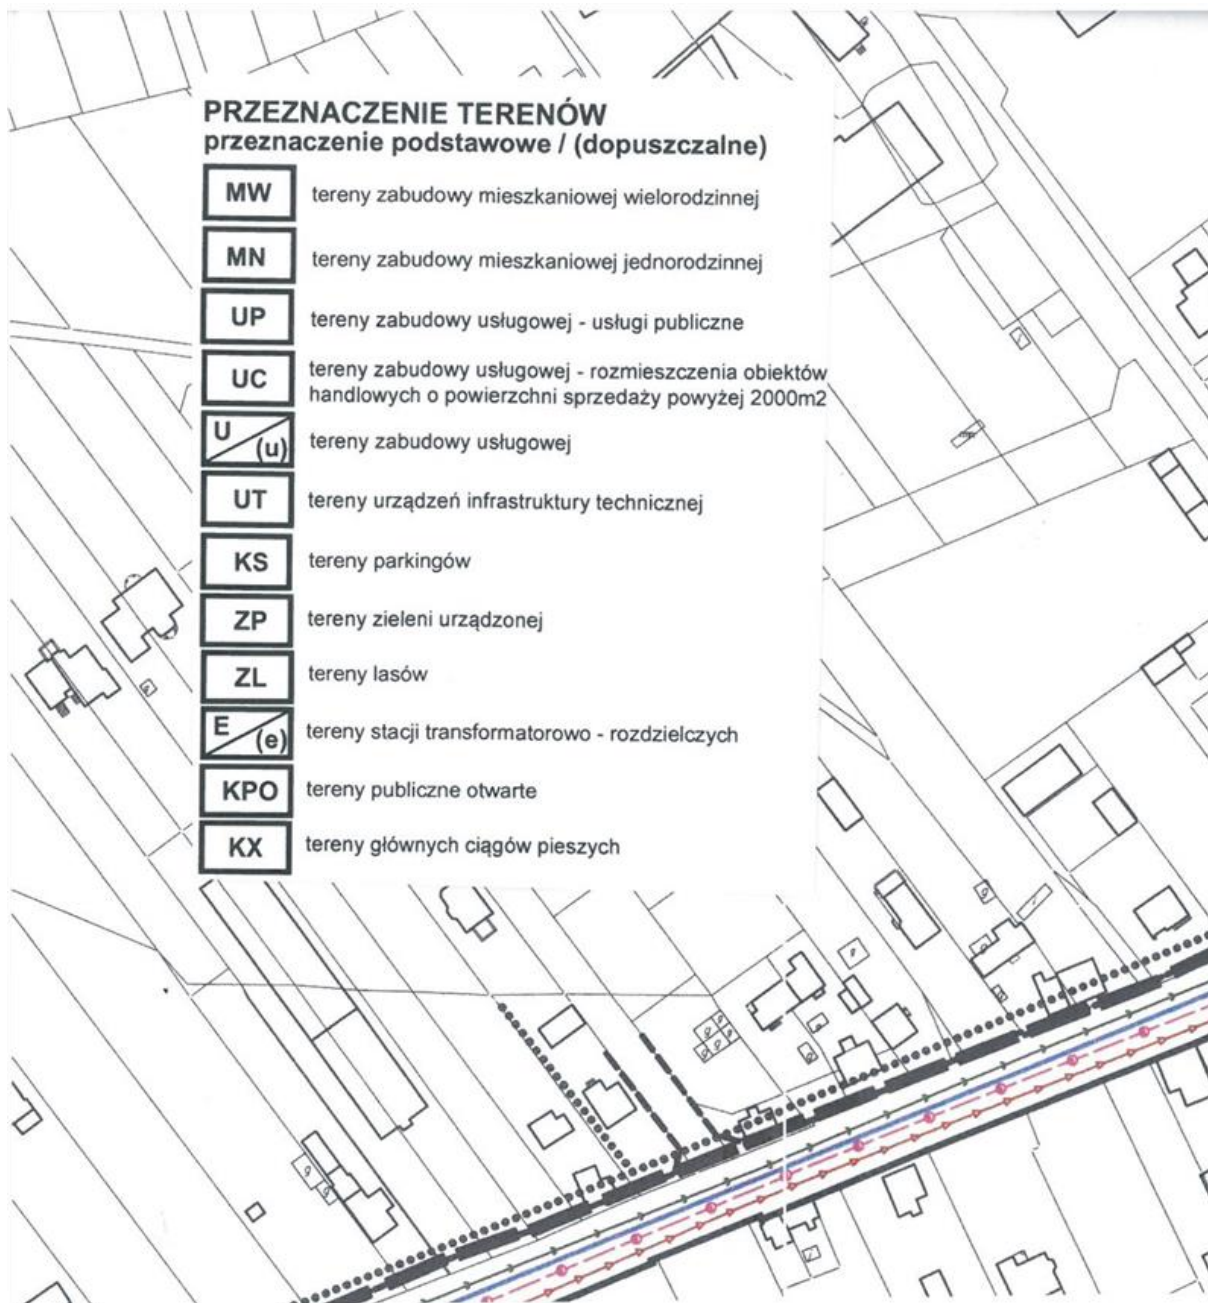 PRZEZNACZENIE TERENÓW
przeznaczenie podstawowe / (dopuszczalne)
MW tereny zabudowy mieszkaniowej wielorodzinnej
MN tereny zabudowy mieszkaniowej jednorodzinnej
UP tereny zabudowy usługowej - usługi publiczne
UC tereny zabudowy usługowej - rozmieszczenia obiektów
handlowych o powierzchni sprzedaży powyżej 2000m2
U (u) tereny zabudowy usługowej
UT tereny urządzeń infrastruktury technicznej
KS tereny parkingów
ZP tereny zieleni urządzonej
ZL tereny lasów
E (e) tereny stacji transformatorowo - rozdzielczych
KPO tereny publiczne otwarte
KX tereny głównych ciągów pieszych